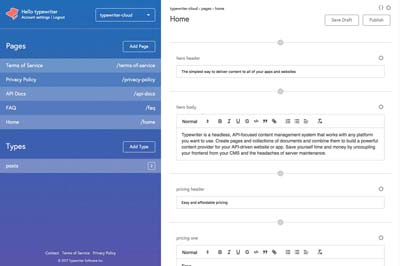 Hello typewriter
Account settings / Logout
typewriter-cloud
Pages
Add Page
Terms of Service /terms-of-service
Privacy Policy /privacy-policy
API Docs /api-docs
FAQ /faq
Home /home
Types
Add Type
posts
Contact Terms of Service Privacy Policy
© 2017 Typewriter Software Inc.
typewriter-cloud › pages › home
Home
Save Draft
Publish
hero header
The simplest way to deliver content to all of your apps and websites
hero body
Normal B I U
Typewriter is a headless, API-focused content management system that works with any platform
you want to use. Create pages and collections of documents and combine them to build a powerful
content provider for your API-driven website or app. Save yourself time and money by uncoupling
your frontend from your CMS and the headaches of server maintenance.
pricing header
Easy and affordable pricing
pricing one
Normal B I U